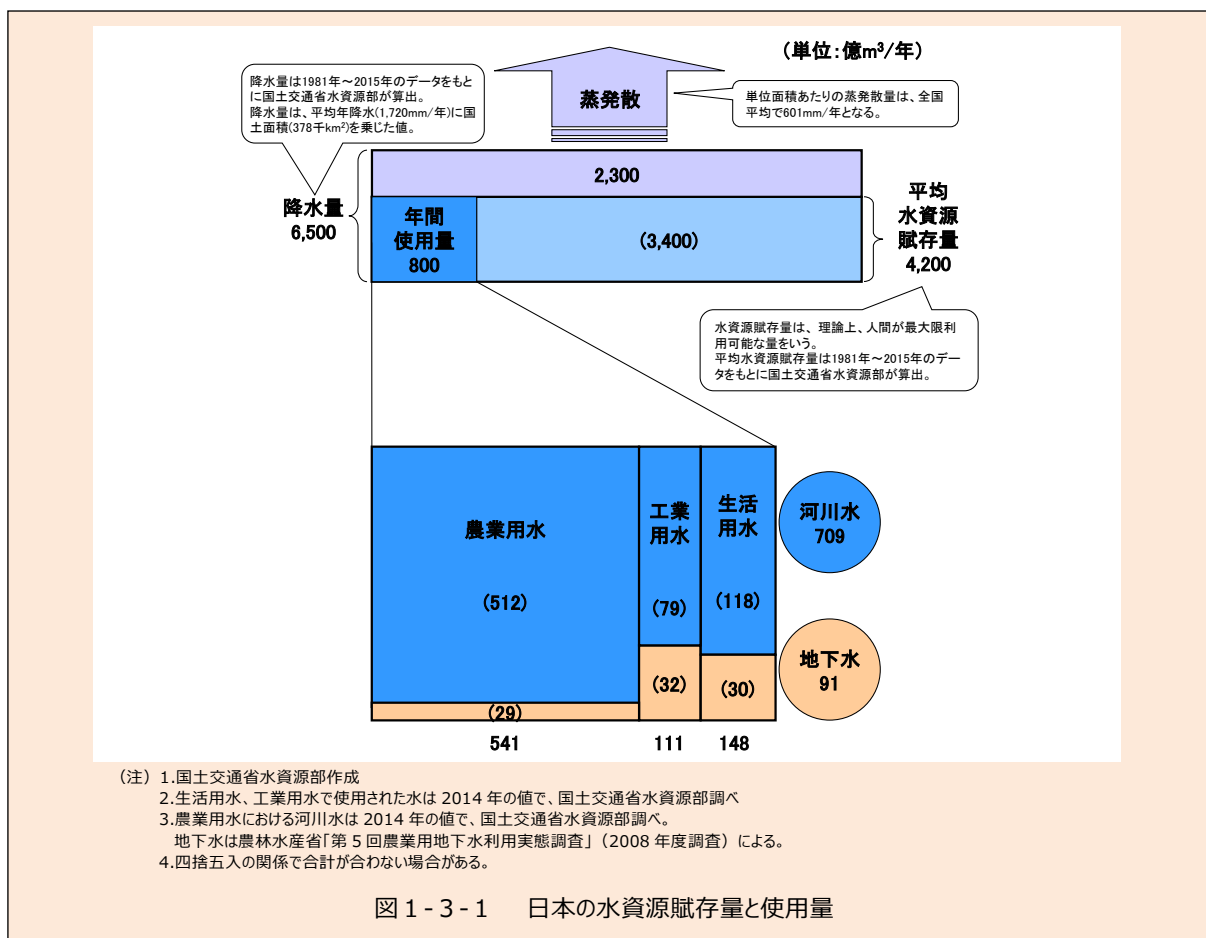 （単位：億m³/年）
降水量は1981年～2015年のデータをもと
に国土交通省水資源部が算出。
降水量は、平均年降水(1,720mm/年)に国
土面積(378千km²)を乗じた値。
蒸発散
単位面積あたりの蒸発散量は、全国
平均で601mm/年となる。
2,300
降水量
6,500
年間
使用量
800
(3,400)
平均
水資源
賦存量
4,200
水資源賦存量は、理論上、人間が最大限利
用可能な量をいう。
平均水資源賦存量は1981年～2015年のデー
タをもとに国土交通省水資源部が算出。
農業用水
(512)
(29)
541
工業
用水
(79)
(32)
111
生活
用水
(118)
(30)
148
河川水
709
地下水
91
（注）1.国土交通省水資源部作成
2.生活用水、工業用水で使用された水は 2014 年の値で、国土交通省水資源部調べ
3.農業用水における河川水は 2014 年の値で、国土交通省水資源部調べ。
地下水は農林水産省「第 5 回農業用地下水利用実態調査」（2008 年度調査）による。
4.四捨五入の関係で合計が合わない場合がある。
図 1 - 3 - 1 日本の水資源賦存量と使用量